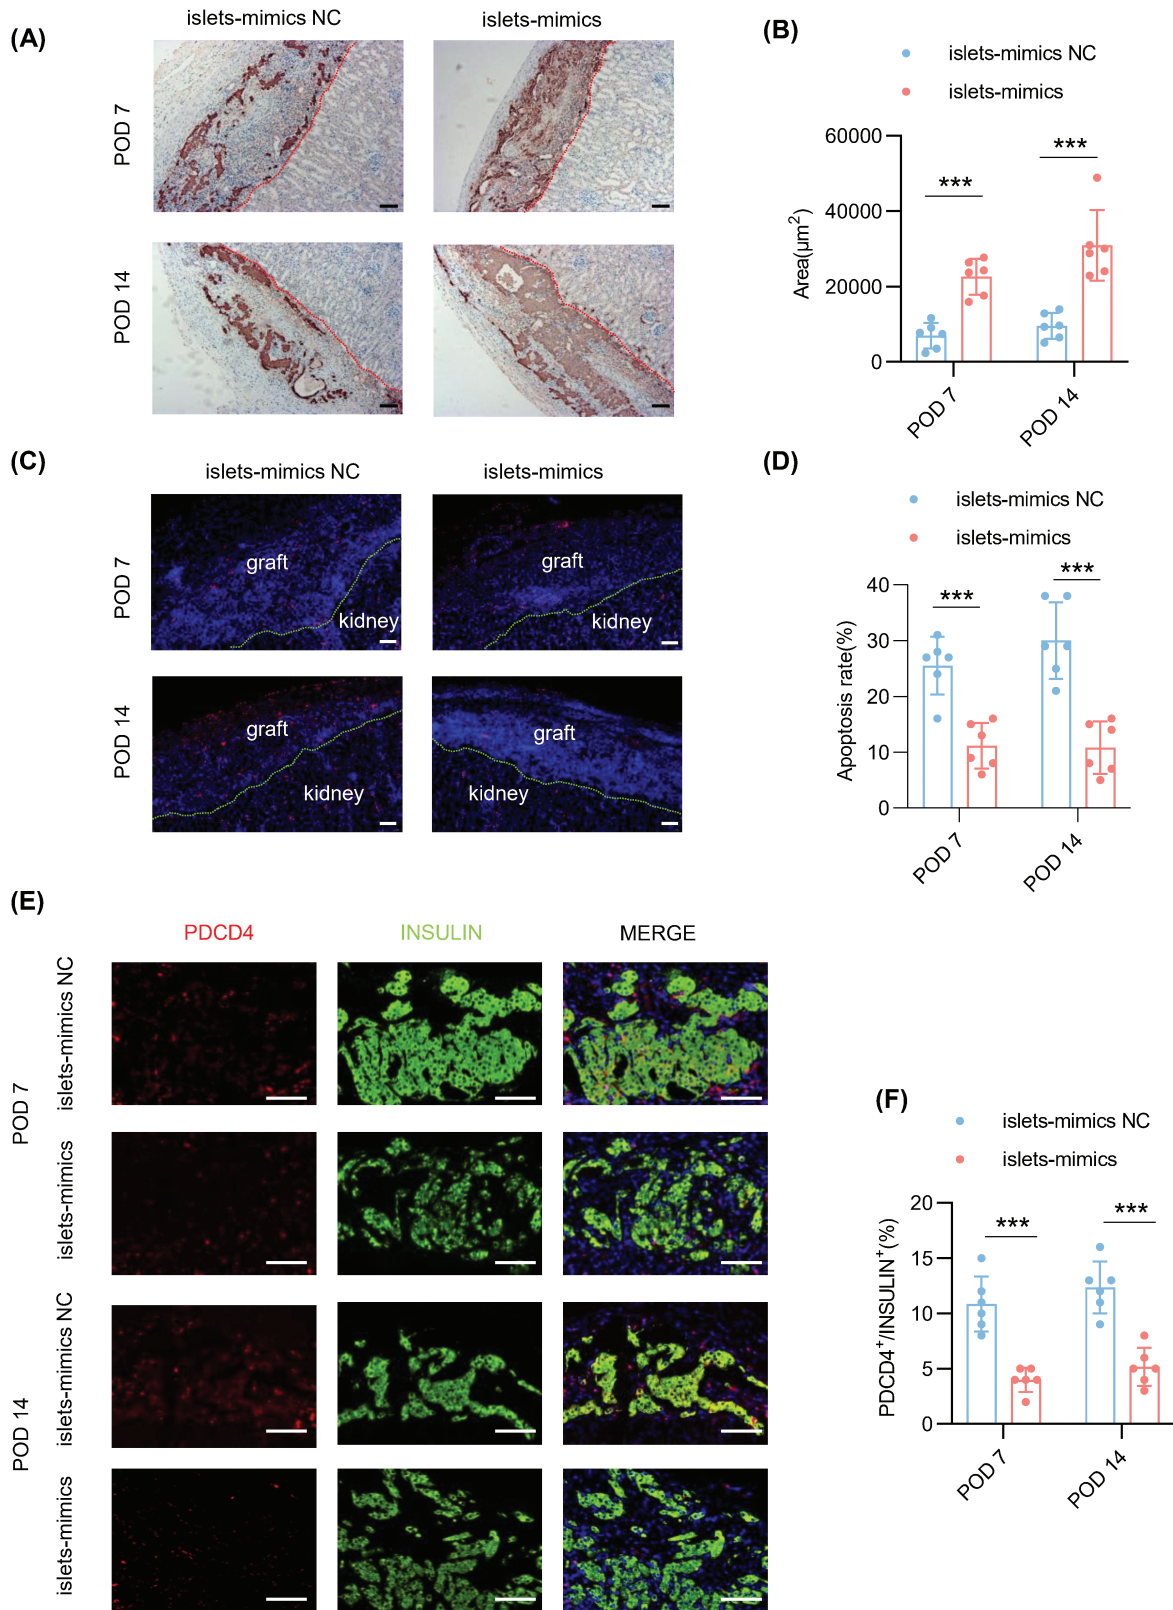 (A)
islets-mimics NC
islets-mimics
POD 7
POD 14
(B)
islets-mimics NC
islets-mimics
Area(μm²)
60000
40000
20000
0
***
***
POD 7
POD 14
(C)
islets-mimics NC
islets-mimics
POD 7
graft
kidney
graft
kidney
POD 14
graft
kidney
graft
kidney
(D)
islets-mimics NC
islets-mimics
Apoptosis rate(%)
40
30
20
10
0
***
***
POD 7
POD 14
(E)
PDCD4
INSULIN
MERGE
POD 7
islets-mimics NC
islets-mimics
POD 14
islets-mimics NC
islets-mimics
(F)
islets-mimics NC
islets-mimics
PDCD4⁺/INSULIN⁺(%)
20
15
10
5
0
***
***
POD 7
POD 14